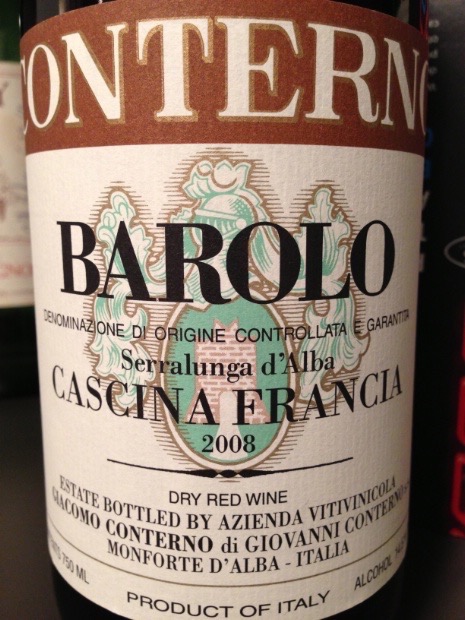 CONTERNO
BAROLO
DENOMINAZIONE DI ORIGINE CONTROLLATA E GARANTITA
Serralunga d'Alba
CASCINA FRANCIA
2008
DRY RED WINE
ESTATE BOTTLED BY AZIENDA VITIVINICOLA
GIACOMO CONTERNO di GIOVANNI CONTERNO
MONFORTE D'ALBA - ITALIA
750 ML
ALCOHOL
PRODUCT OF ITALY